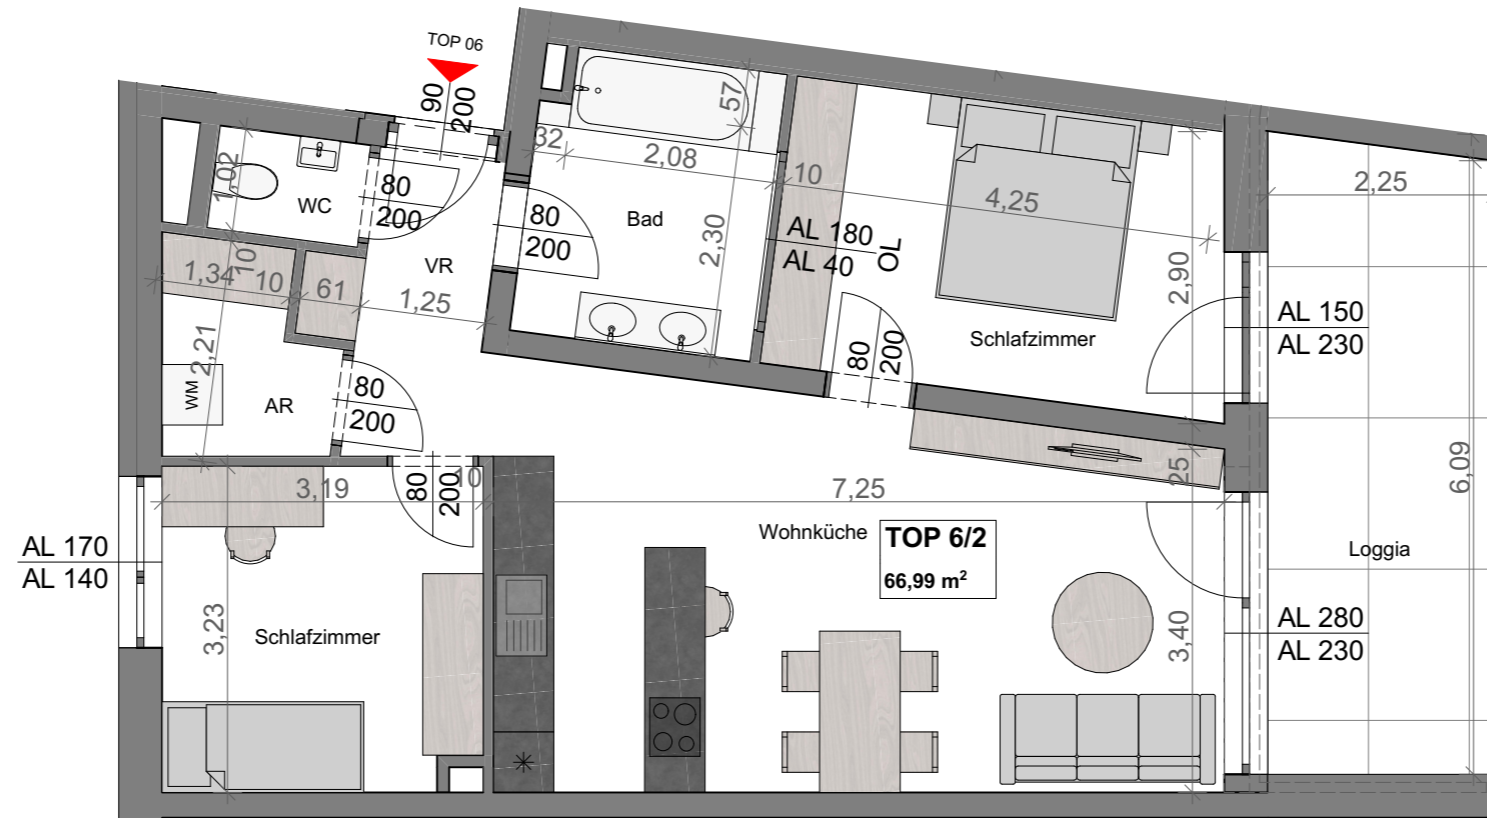 TOP 06
90
200
57
32
2,08
10
4,25
2,25
1,02
WC
80
200
80
200
Bad
AL 180
AL 40
OL
2,30
2,90
VR
10
1,34
10
61
1,25
AL 150
AL 230
Schlafzimmer
80
200
2,21
WM
AR
80
200
25
6,09
3,19
80
200
10
7,25
Wohnküche
TOP 6/2
66,99 m²
Loggia
AL 170
AL 140
3,23
Schlafzimmer
3,40
AL 280
AL 230